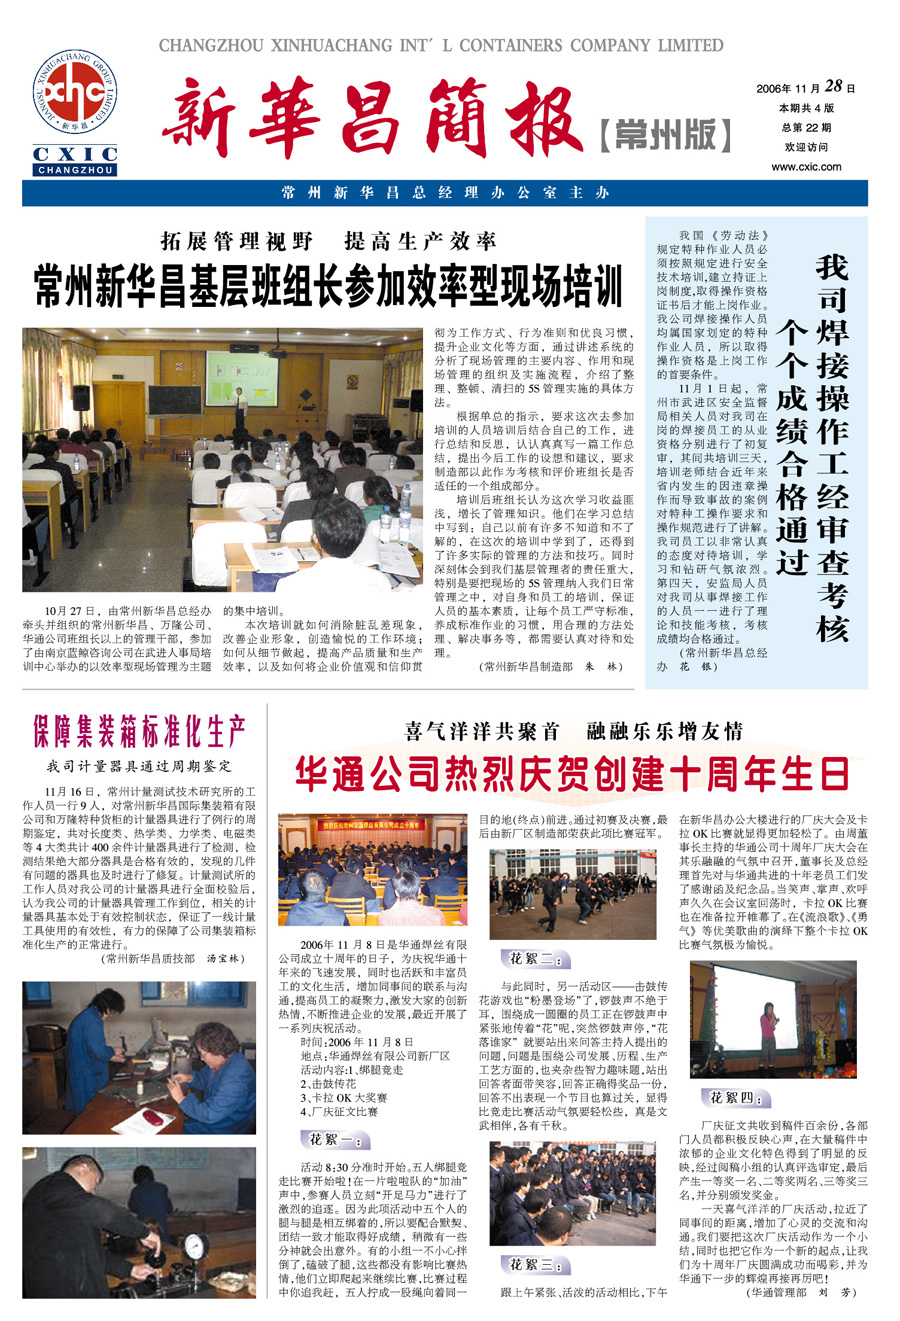 CHANGZHOU XINHUACHANG INT' L CONTAINERS COMPANY LIMITED
JIANGSU XINHUACHANG GROUP LIMITED
xhc
新华昌
CXIC
CHANGZHOU
新華昌簡报
【常州版】
2006年 11 月 28 日
本期共 4 版
总第 22 期
欢迎访问
www.cxic.com
常州新华昌总经理办公室主办
拓展管理视野 提高生产效率
常州新华昌基层班组长参加效率型现场培训
10月 27 日，由常州新华昌总经办
牵头并组织的常州新华昌、万隆公司、
华通公司班组长以上的管理干部，参加
了由南京蓝鲸咨询公司在武进人事局培
训中心举办的以效率型现场管理为主题
的集中培训。
本次培训就如何消除脏乱差现象，
改善企业形象，创造愉悦的工作环境；
如何从细节做起，提高产品质量和生产
效率，以及如何将企业价值观和信仰贯
彻为工作方式、行为准则和优良习惯，
提升企业文化等方面，通过讲述系统的
分析了现场管理的主要内容、作用和现
场管理的组织及实施流程，介绍了整
理、整顿、清扫的 5S 管理实施的具体方
法。
根据单总的指示，要求这次去参加
培训的人员培训后结合自己的工作，进
行总结和反思，认认真真写一篇工作总
结，提出今后工作的设想和建议，要求
制造部以此作为考核和评价班组长是否
适任的一个组成部分。
培训后班组长认为这次学习收益匪
浅，增长了管理知识。他们在学习总结
中写到：自己以前有许多不知道和不了
解的，在这次的培训中学到了，还得到
了许多实际的管理的方法和技巧。同时
深刻体会到我们基层管理者的责任重大，
特别是要把现场的 5S 管理纳入我们日常
管理之中，对自身和员工的培训，保证
人员的基本素质，让每个员工严守标准，
养成标准作业的习惯，用合理的方法处
理、解决事务等，都需要认真对待和处
理。
(常州新华昌制造部 朱 林)
我司焊接操作工经审查考核
个个成绩合格通过
我国《劳动法》
规定特种作业人员必
须按照规定进行安全
技术培训,建立持证上
岗制度,取得操作资格
证书后才能上岗作业。
我公司焊接操作人员
均属国家划定的特种
作业人员，所以取得
操作资格是上岗工作
的首要条件。
11 月 1 日起，常
州市武进区安全监督
局相关人员对我司在
岗的焊接员工的从业
资格分别进行了初复
审，其间共培训三天，
培训老师结合近年来
省内发生的因违章操
作而导致事故的案例
对特种工操作要求和
操作规范进行了讲解。
我司员工以非常认真
的态度对待培训，学
习和钻研气氛浓烈。
第四天，安监局人员
对我司从事焊接工作
的人员一一进行了理
论和技能考核，考核
成绩均合格通过。
(常州新华昌总经
办 花 银)
保障集装箱标准化生产
我司计量器具通过周期鉴定
11月 16 日，常州计量测试技术研究所的工
作人员一行 9 人，对常州新华昌国际集装箱有限
公司和万隆特种货柜的计量器具进行了例行的周
期鉴定，共对长度类、热学类、力学类、电磁类
等 4 大类共计 400 余件计量器具进行了检测，检
测结果绝大部分器具是合格有效的，发现的几件
有问题的器具也及时进行了修复。计量测试所的
工作人员对我公司的计量器具进行全面校验后，
认为我公司的计量器具管理工作到位，相关的计
量器具基本处于有效控制状态，保证了一线计量
工具使用的有效性，有力的保障了公司集装箱标
准化生产的正常进行。
(常州新华昌质技部 汤宝林)
喜气洋洋共聚首 融融乐乐增友情
华通公司热烈庆贺创建十周年生日
2006年 11 月 8 日是华通焊丝有限
公司成立十周年的日子，为庆祝华通十
年来的飞速发展，同时也活跃和丰富员
工的文化生活，增加同事间的联系与沟
通,提高员工的凝聚力,激发大家的创新
热情,不断推进企业的发展,最近开展了
一系列庆祝活动。
时间:2006 年 11 月 8 日
地点:华通焊丝有限公司新厂区
活动内容:1、绑腿竞走
2、击鼓传花
3、卡拉 OK 大奖赛
4、厂庆征文比赛
花絮一：
活动 8:30 分准时开始。五人绑腿竞
走比赛开始啦!在一片啦啦队的“加油”
声中,参赛人员立刻“开足马力”进行了
激烈的追逐。因为此项活动中五个人的
腿与腿是相互绑着的,所以要配合默契、
团结一致才能取得好成绩，稍微有一些
分神就会出意外。有的小组一不小心拌
倒了,磕破了腿,这些都没有影响比赛热
情,他们立即爬起来继续比赛,比赛过程
中你追我赶，五人拧成一股绳向着同一
目的地(终点)前进。通过初赛及决赛,最
后由新厂区制造部荣获此项比赛冠军。
花絮二：
与此同时，另一活动区——击鼓传
花游戏也“粉墨登场”了,锣鼓声不绝于
耳，围绕成一圆圈的员工正在锣鼓声中
紧张地传着“花”呢,突然锣鼓声停,“花
落谁家”就要站出来问答主持人提出的
问题,问题是围绕公司发展、历程、生产
工艺方面的,也夹杂些智力趣味题,站出
回答者面带笑容,回答正确得奖品一份,
回答不出表现一个节目也算过关，显得
比竞走比赛活动气氛要轻松些，真是文
武相伴,各有千秋。
花絮三：
跟上午紧张、活泼的活动相比,下午
在新华昌办公大楼进行的厂庆大会及卡
拉 OK 比赛就显得更加轻松了。由周董
事长主持的华通公司十周年厂庆大会在
其乐融融的气氛中召开,董事长及总经
理首先对与华通共进的十年老员工们发
了感谢函及纪念品。当笑声、掌声、欢呼
声久久在会议室回荡时，卡拉 OK 比赛
也在准备拉开帷幕了。在《流浪歌》、《勇
气》等优美歌曲的演绎下整个卡拉 OK
比赛气氛极为愉悦。
花絮四：
厂庆征文共收到稿件百余份,各部
门人员都积极反映心声,在大量稿件中
浓郁的企业文化特色得到了明显的反
映,经过阅稿小组的认真评选审定,最后
产生一等奖一名、二等奖两名、三等奖三
名,并分别颁发奖金。
一天喜气洋洋的厂庆活动,拉近了
同事间的距离,增加了心灵的交流和沟
通。我们要把这次厂庆活动作为一个小
结,同时也把它作为一个新的起点,让我
们为十周年厂庆圆满成功而喝彩,并为
华通下一步的辉煌再接再厉吧!
(华通管理部 刘 芳)